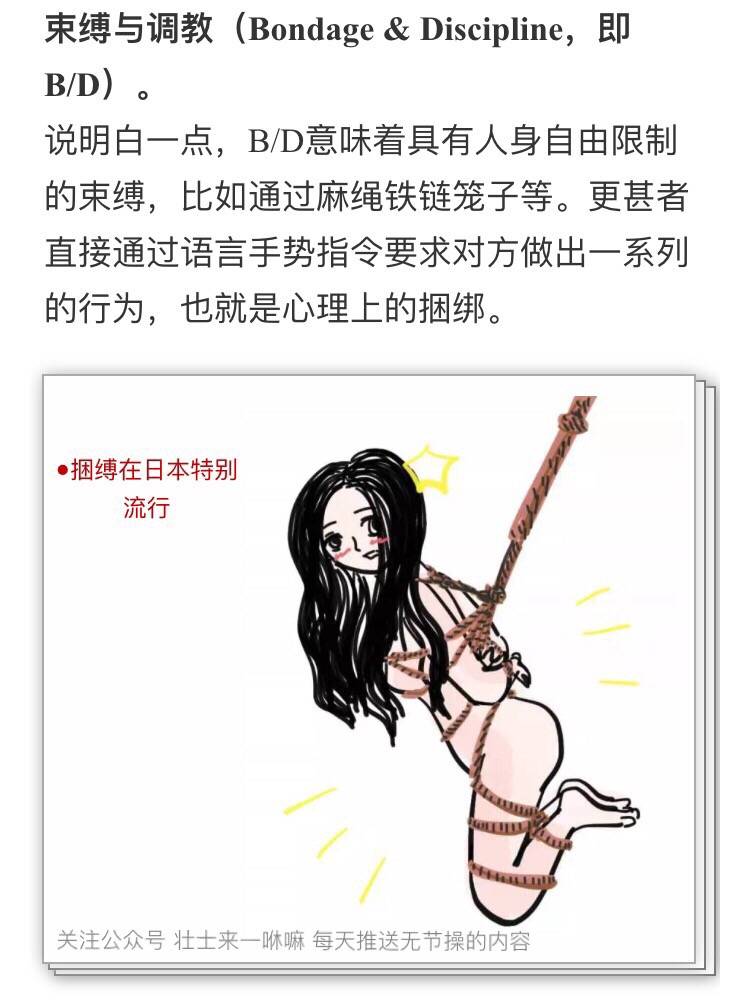 束缚与调教（Bondage & Discipline，即
B/D）。
说明白一点，B/D意味着具有人身自由限制
的束缚，比如通过麻绳铁链笼子等。更甚者
直接通过语言手势指令要求对方做出一系列
的行为，也就是心理上的捆绑。
●捆缚在日本特别
流行
关注公众号 壮士来一咻嘛 每天推送无节操的内容